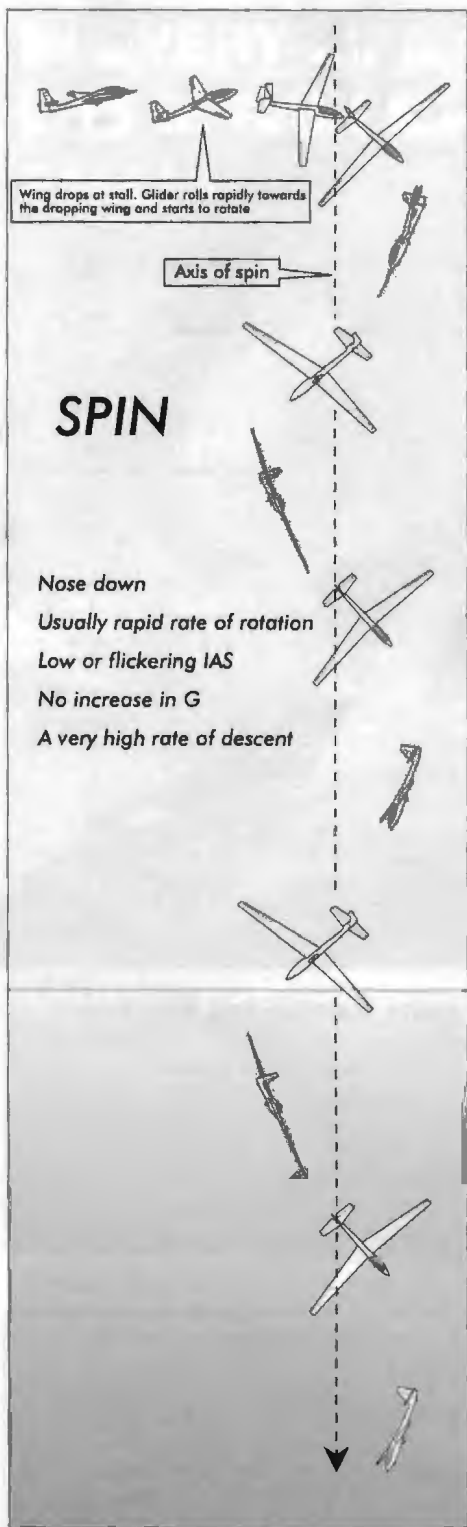 Wing drops at stall. Glider rolls rapidly towards
the dropping wing and starts to rotate
Axis of spin
SPIN
Nose down
Usually rapid rate of rotation
Low or flickering IAS
No increase in G
A very high rate of descent